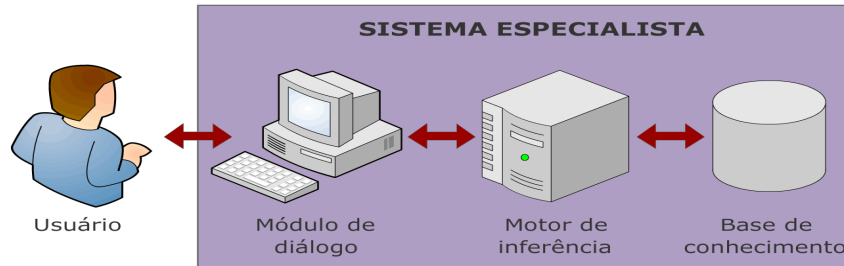 SISTEMA ESPECIALISTA
Usuário
Módulo de
diálogo
Motor de
inferência
Base de
conhecimento